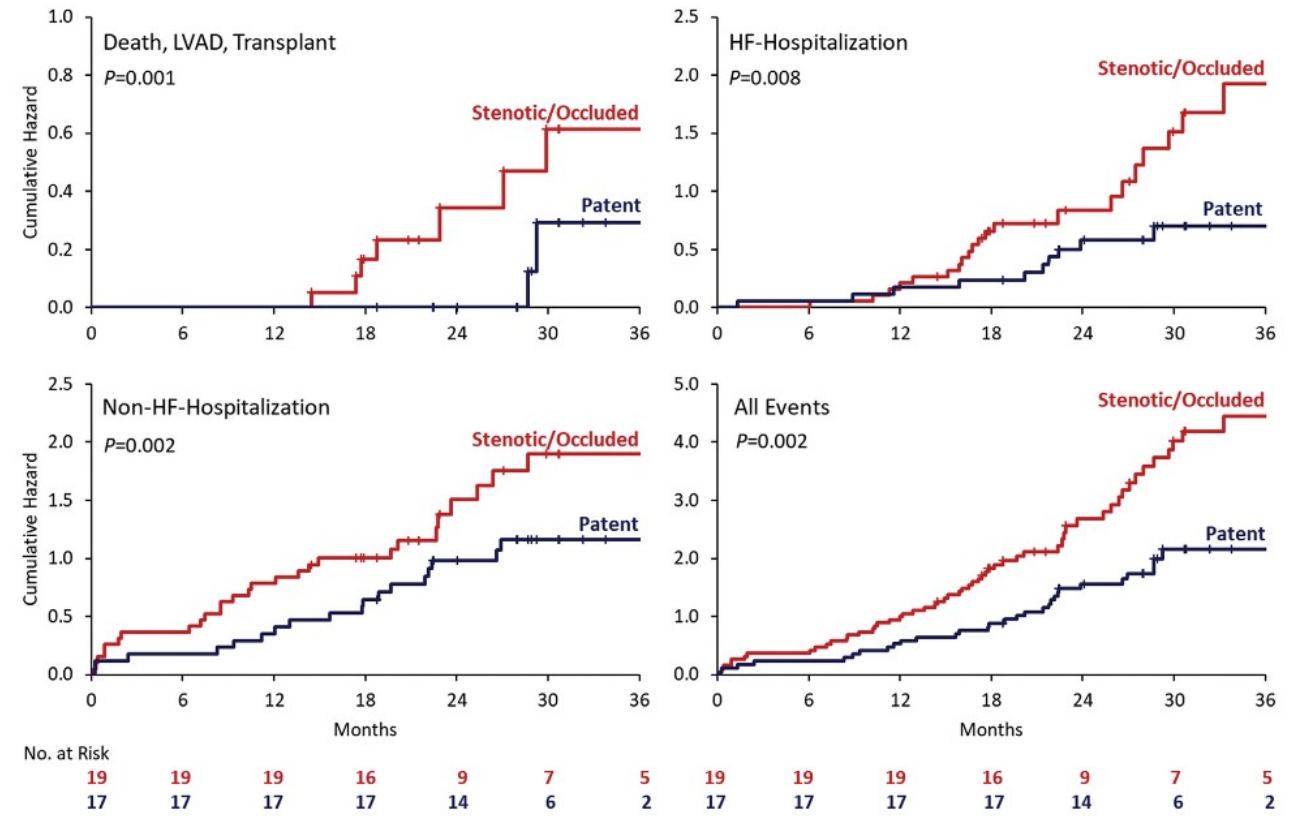 1.0
Death, LVAD, Transplant
P=0.001
0.8
Stenotic/Occluded
0.6
Cumulative Hazard
0.4
Patent
0.2
0.0
0 6 12 18 24 30 36
2.5
HF-Hospitalization
P=0.008
Stenotic/Occluded
2.0
1.5
1.0
Patent
0.5
0.0
0 6 12 18 24 30 36
2.5
Non-HF-Hospitalization
P=0.002
Stenotic/Occluded
2.0
1.5
Cumulative Hazard
Patent
1.0
0.5
0.0
0 6 12 18 24 30 36
Months
5.0
All Events
Stenotic/Occluded
P=0.002
4.0
3.0
Patent
2.0
1.0
0.0
0 6 12 18 24 30 36
Months
No. at Risk
19 19 19 16 9 7 5
17 17 17 17 14 6 2
19 19 19 16 9 7 5
17 17 17 17 14 6 2